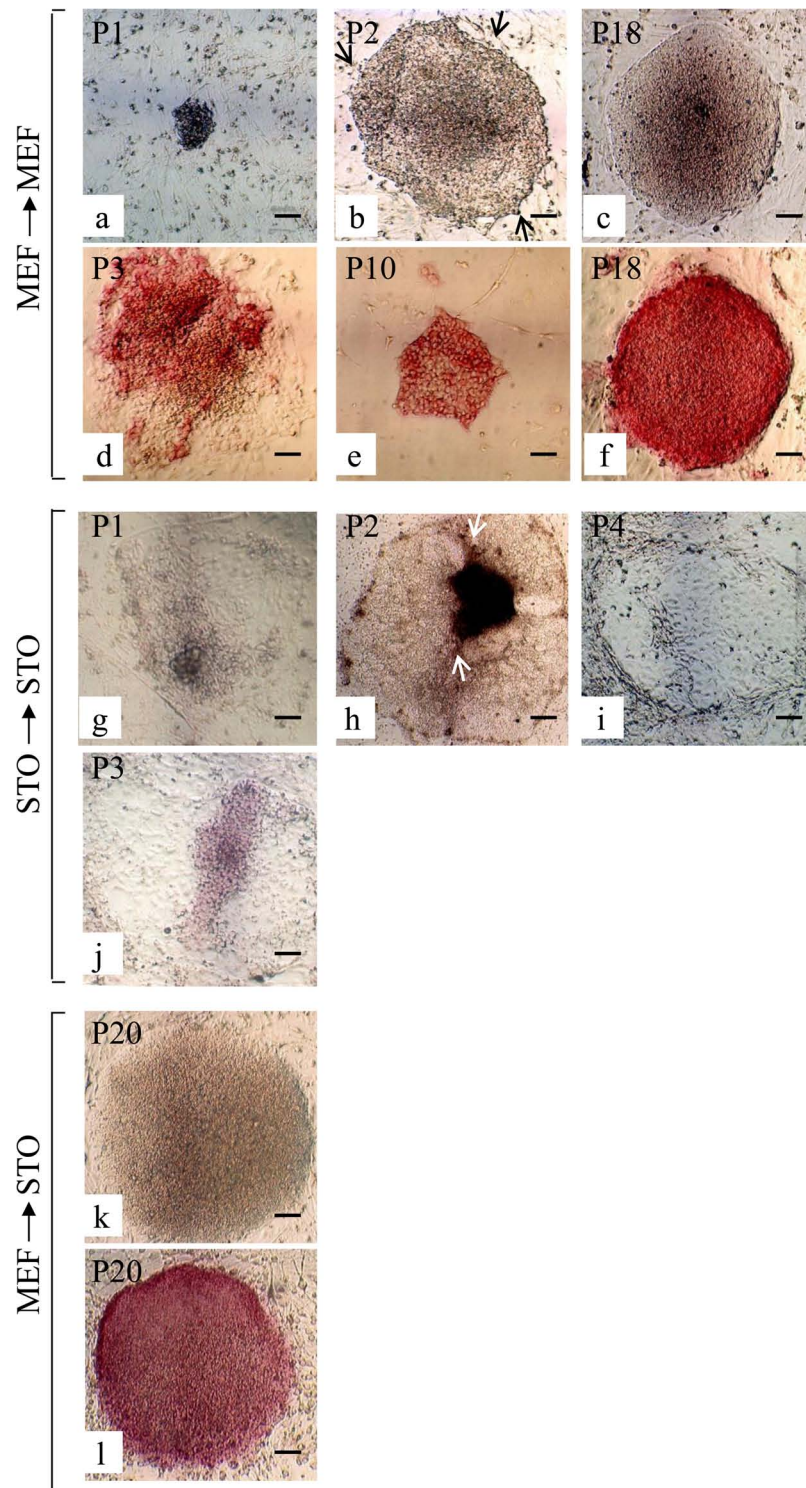 MEF → MEF
P1
a
P2
b
P18
c
P3
d
P10
e
P18
f
STO → STO
P1
g
P2
h
P4
i
P3
j
MEF → STO
P20
k
P20
l